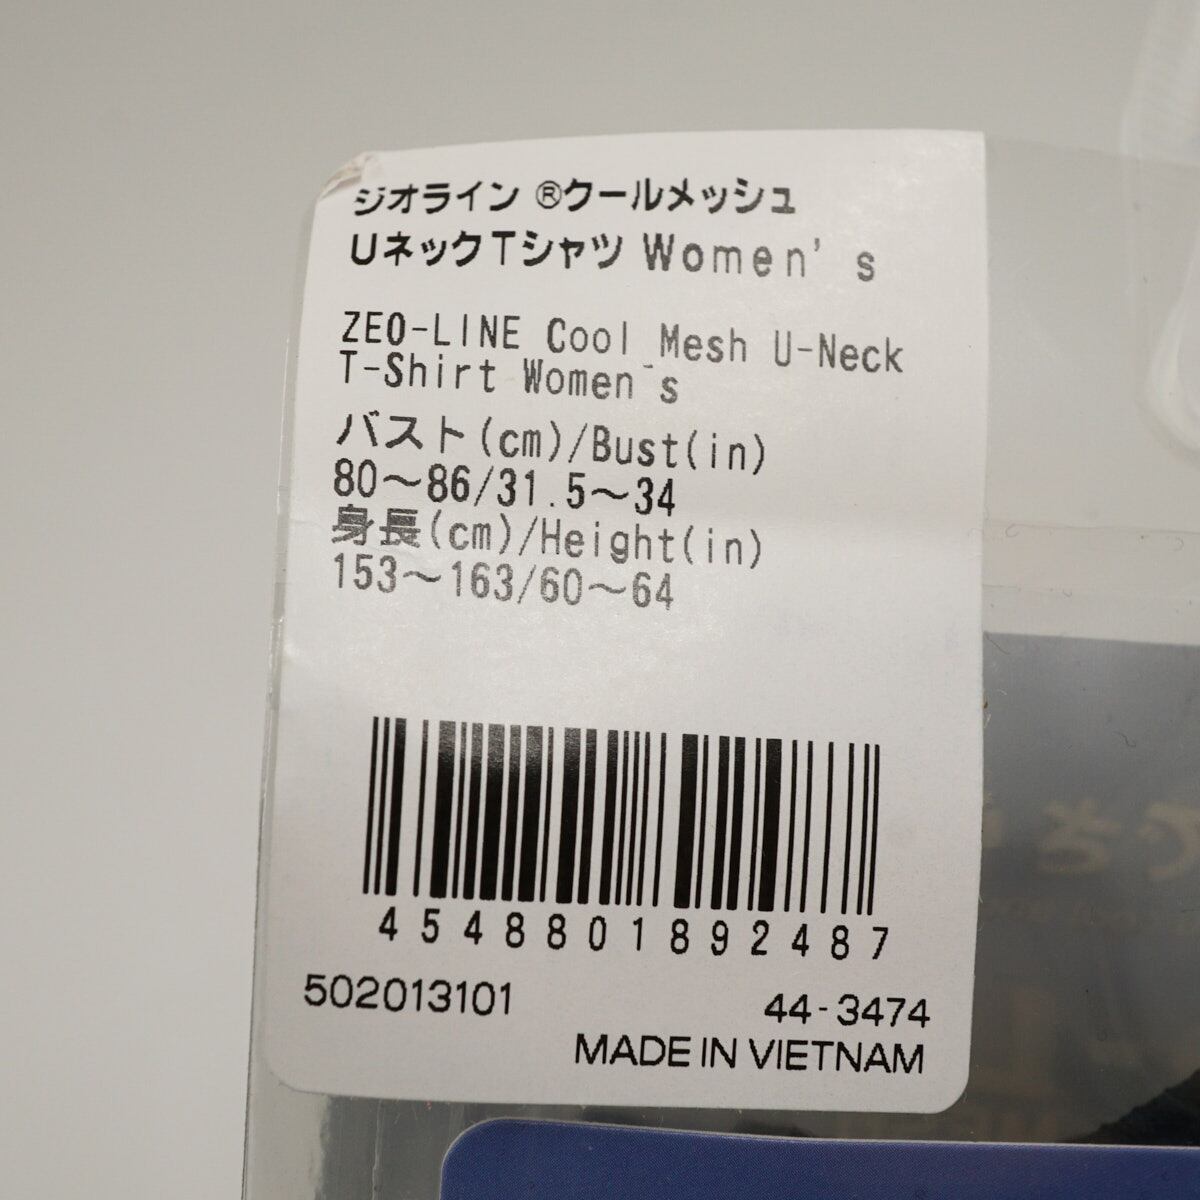 ジオライン ®クールメッシュ
UネックTシャツ Women's
ZEO-LINE Cool Mesh U-Neck
T-Shirt Women's
バスト(cm)/Bust(in)
80～86/31.5～34
身長(cm)/Height(in)
153～163/60～64
4548801892487
502013101
44-3474
MADE IN VIETNAM